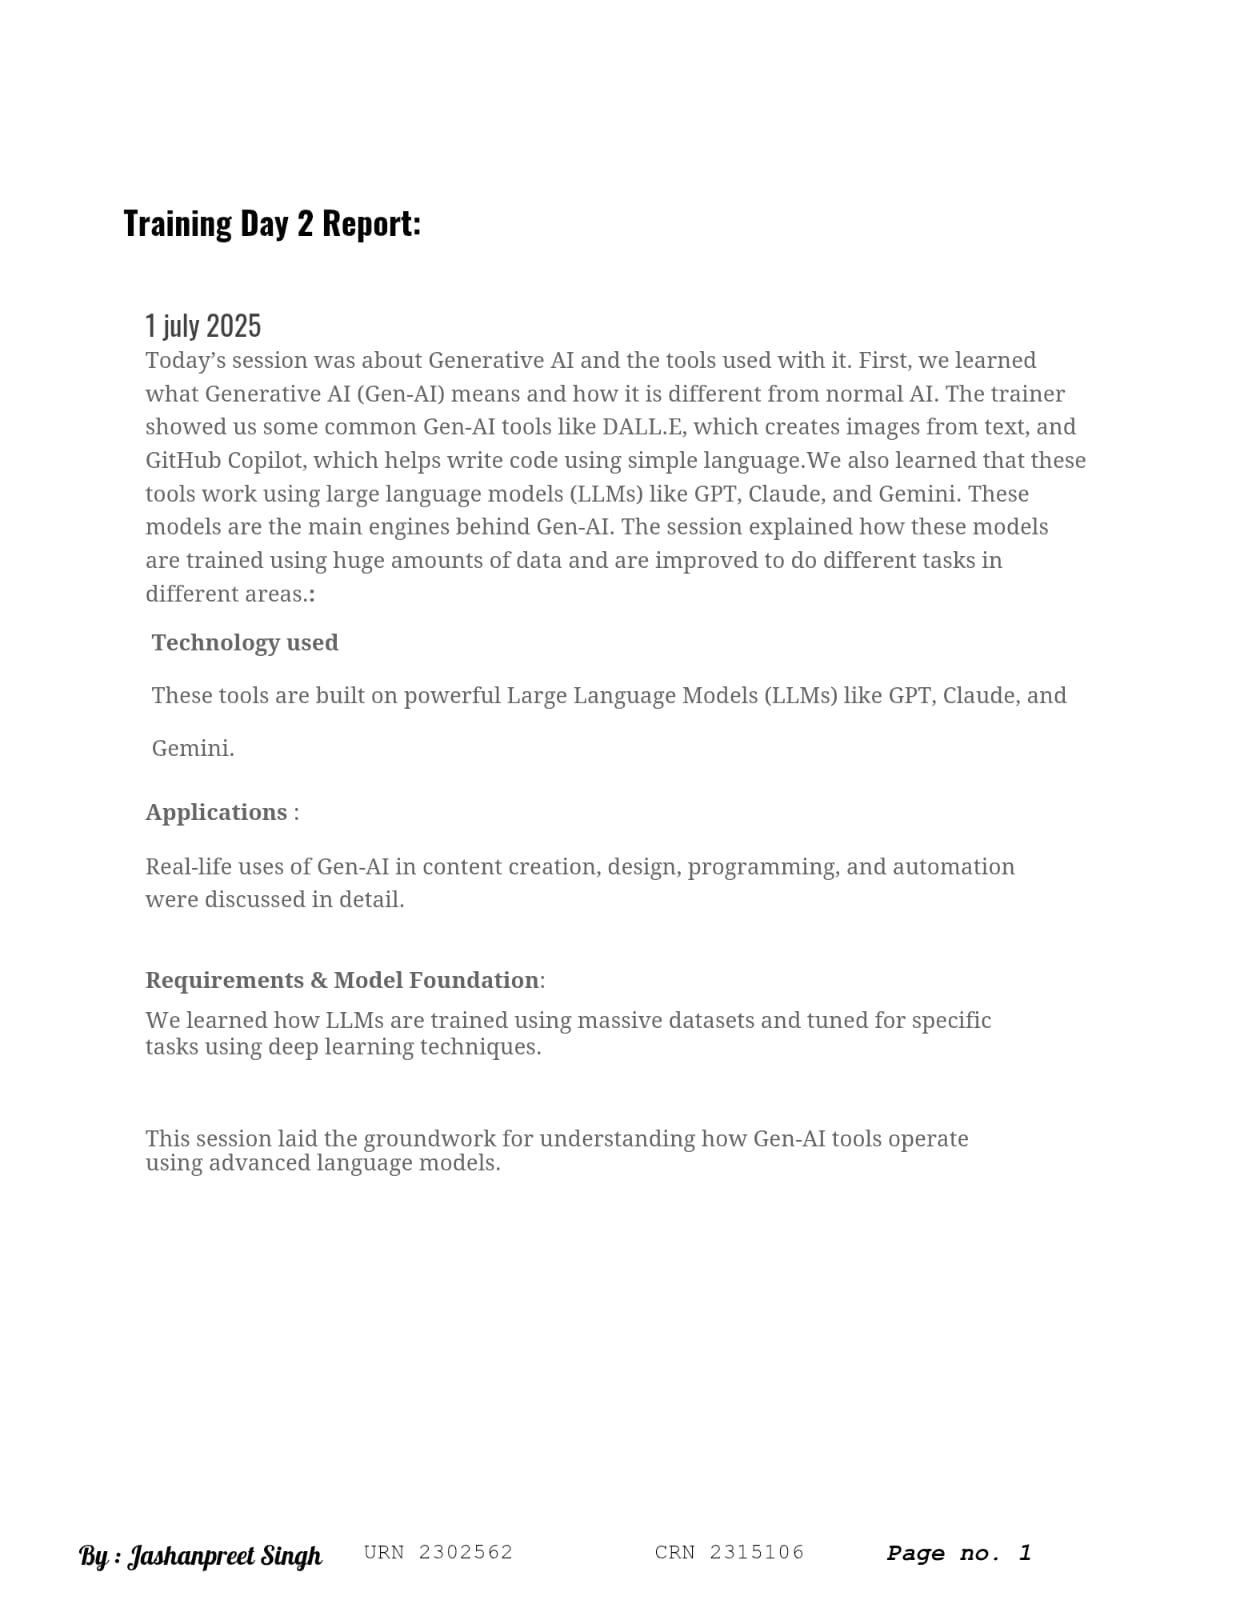 Training Day 2 Report:
1 july 2025
Today’s session was about Generative AI and the tools used with it. First, we learned
what Generative AI (Gen-AI) means and how it is different from normal AI. The trainer
showed us some common Gen-AI tools like DALL.E, which creates images from text, and
GitHub Copilot, which helps write code using simple language.We also learned that these
tools work using large language models (LLMs) like GPT, Claude, and Gemini. These
models are the main engines behind Gen-AI. The session explained how these models
are trained using huge amounts of data and are improved to do different tasks in
different areas.:
Technology used
These tools are built on powerful Large Language Models (LLMs) like GPT, Claude, and
Gemini.
Applications :
Real-life uses of Gen-AI in content creation, design, programming, and automation
were discussed in detail.
Requirements & Model Foundation:
We learned how LLMs are trained using massive datasets and tuned for specific
tasks using deep learning techniques.
This session laid the groundwork for understanding how Gen-AI tools operate
using advanced language models.
By : Jashanpreet Singh URN 2302562 CRN 2315106 Page no. 1